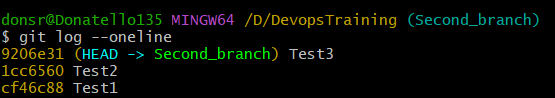 donsr@Donatello135 MINGW64 /D/DevopsTraining (Second_branch)
$ git log --oneline
9206e31 (HEAD -> Second_branch) Test3
1cc6560 Test2
cf46c88 Test1